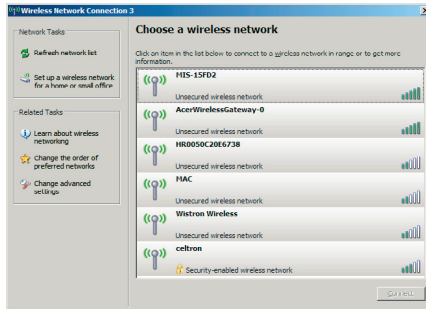 Wireless Network Connection 3
Network Tasks
Refresh network list
Set up a wireless network
for a home or small office
Related Tasks
Learn about wireless
networking
Change the order of
preferred networks
Change advanced
settings
Choose a wireless network
Click an item in the list below to connect to a wireless network in range or to get more
information.
MIS-15FD2
Unsecured wireless network
AcerWirelessGateway-0
Unsecured wireless network
HR0050C20E6738
Unsecured wireless network
MAC
Unsecured wireless network
Wistron Wireless
Unsecured wireless network
celtron
Security-enabled wireless network
Connect